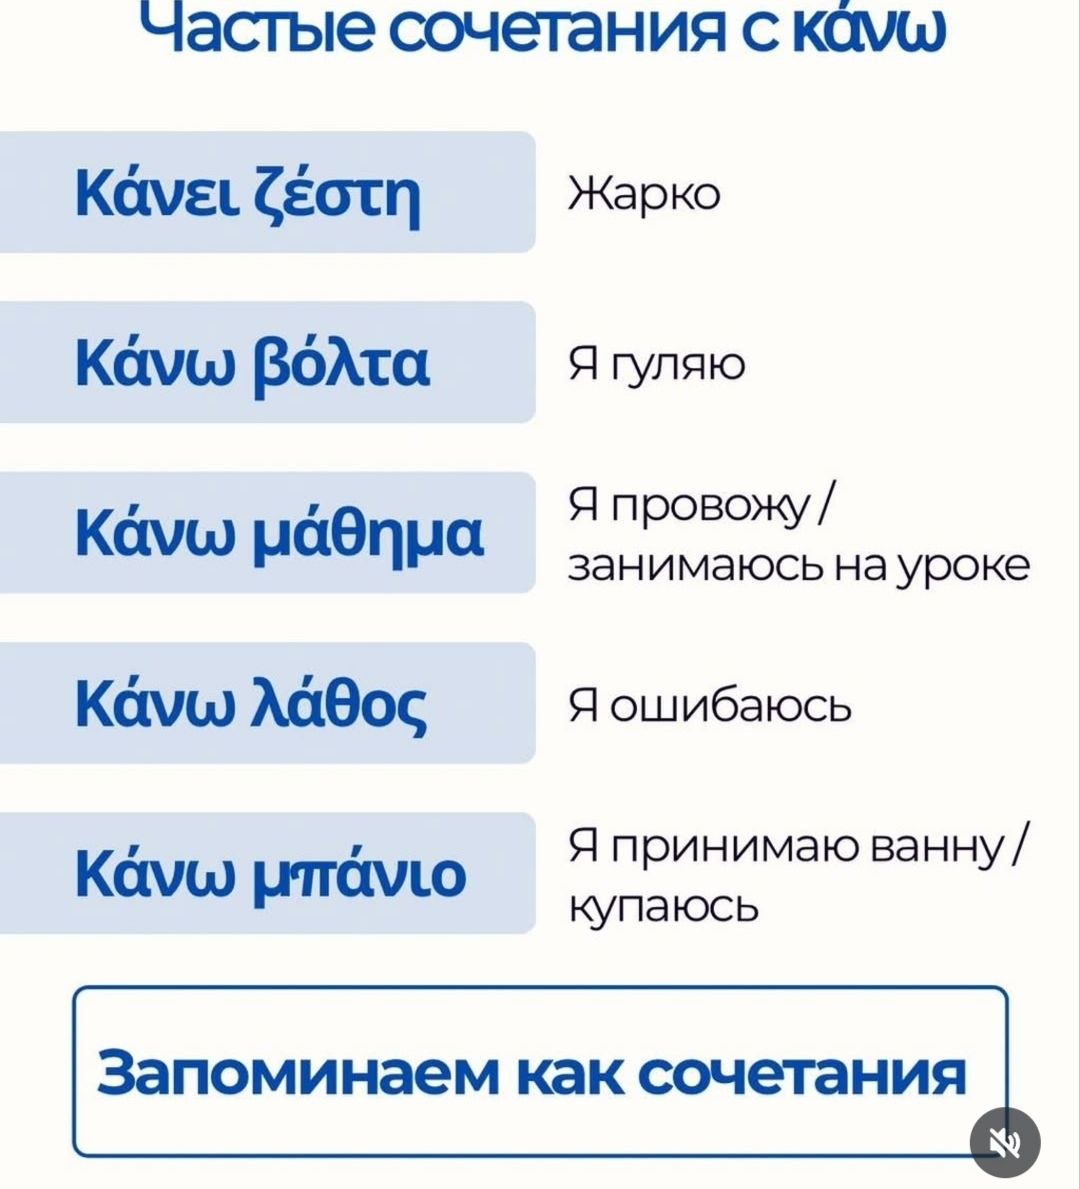 Частые сочетания с κάνω
Κάνει ζέστη
Жарко
Κάνω βόλτα
Я гуляю
Κάνω μάθημα
Я провожу /
занимаюсь на уроке
Κάνω λάθος
Я ошибаюсь
Κάνω μπάνιο
Я принимаю ванну /
купаюсь
Запоминаем как сочетания